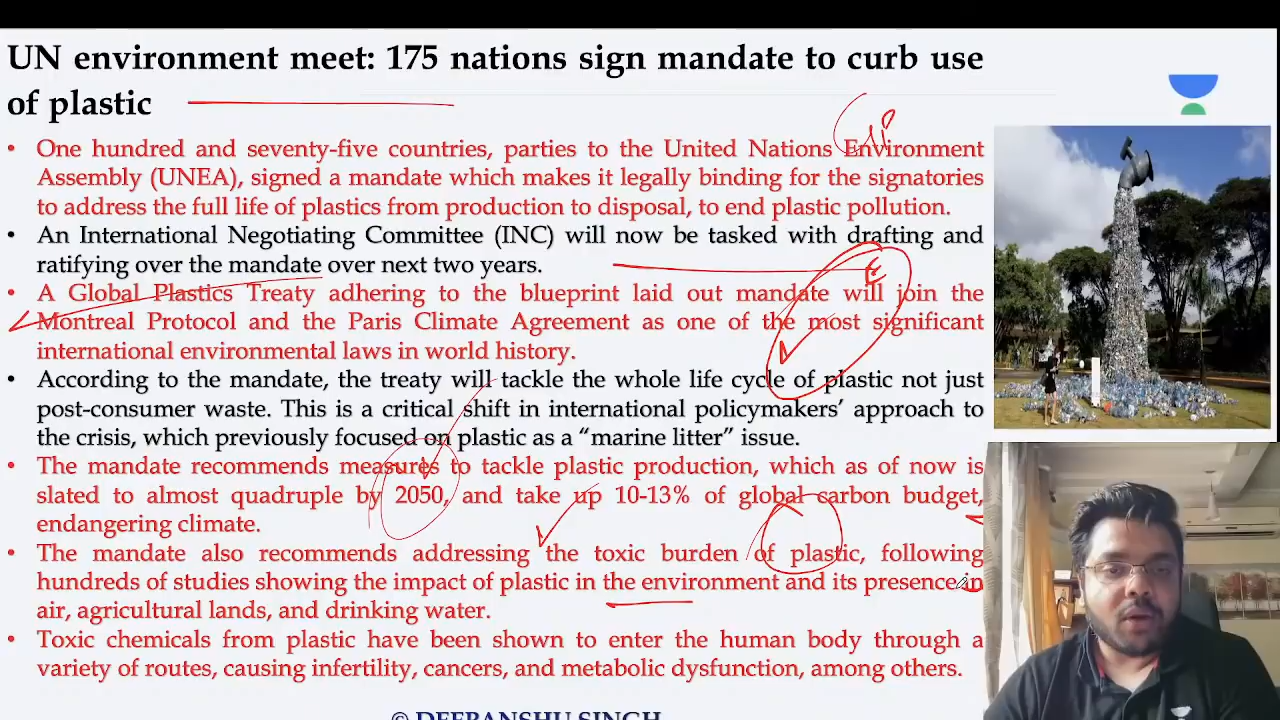 UN environment meet: 175 nations sign mandate to curb use
of plastic
• One hundred and seventy-five countries, parties to the United Nations Environment
Assembly (UNEA), signed a mandate which makes it legally binding for the signatories
to address the full life of plastics from production to disposal, to end plastic pollution.
• An International Negotiating Committee (INC) will now be tasked with drafting and
ratifying over the mandate over next two years.
• A Global Plastics Treaty adhering to the blueprint laid out mandate will join the
Montreal Protocol and the Paris Climate Agreement as one of the most significant
international environmental laws in world history.
• According to the mandate, the treaty will tackle the whole life cycle of plastic not just
post-consumer waste. This is a critical shift in international policymakers’ approach to
the crisis, which previously focused on plastic as a “marine litter” issue.
• The mandate recommends measures to tackle plastic production, which as of now is
slated to almost quadruple by 2050, and take up 10-13% of global carbon budget,
endangering climate.
• The mandate also recommends addressing the toxic burden of plastic, following
hundreds of studies showing the impact of plastic in the environment and its presence in
air, agricultural lands, and drinking water.
• Toxic chemicals from plastic have been shown to enter the human body through a
variety of routes, causing infertility, cancers, and metabolic dysfunction, among others.
© DEEPANSHU SINGH